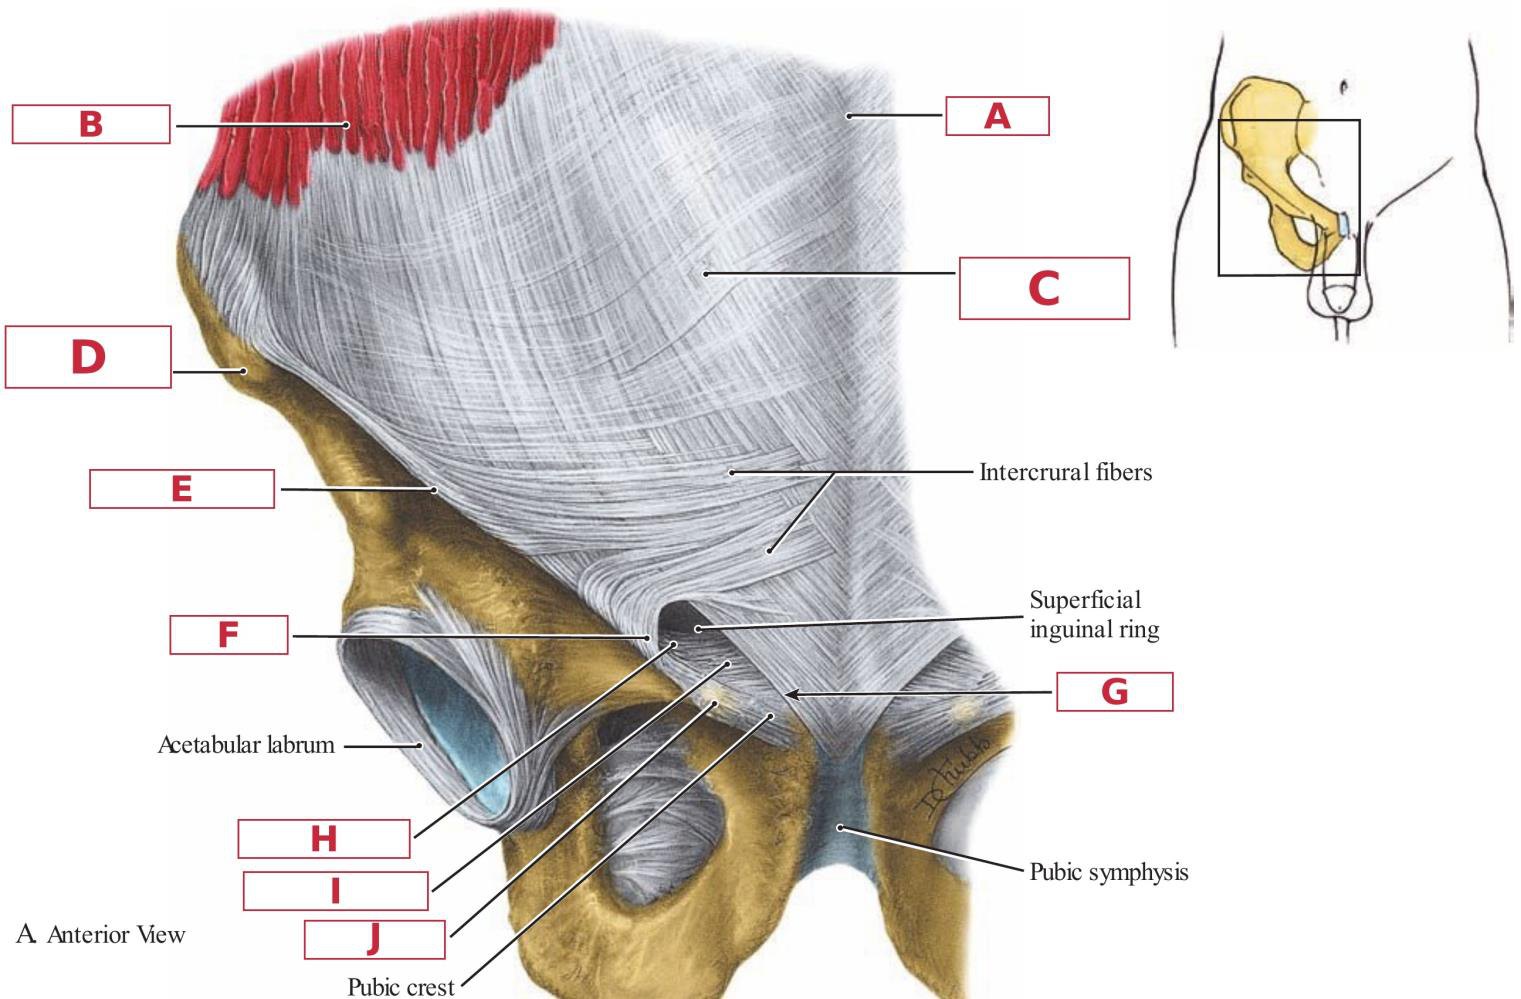 B
A
C
D
E
Intercrural fibers
Superficial
inguinal ring
F
G
Acetabular labrum
H
I
Pubic symphysis
J
A. Anterior View
Pubic crest